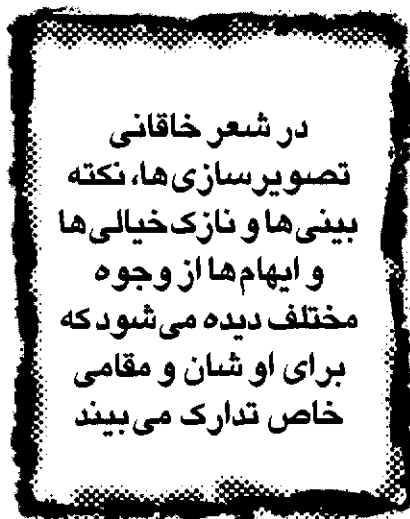 در شعر خاقانی
تصویرسازی‌ها، نکته
بینی‌ها و نازک‌خیالی‌ها
و ایهام‌ها از وجوه
مختلف دیده می‌شود که
برای او شان و مقامی
خاص تدارک می‌بیند